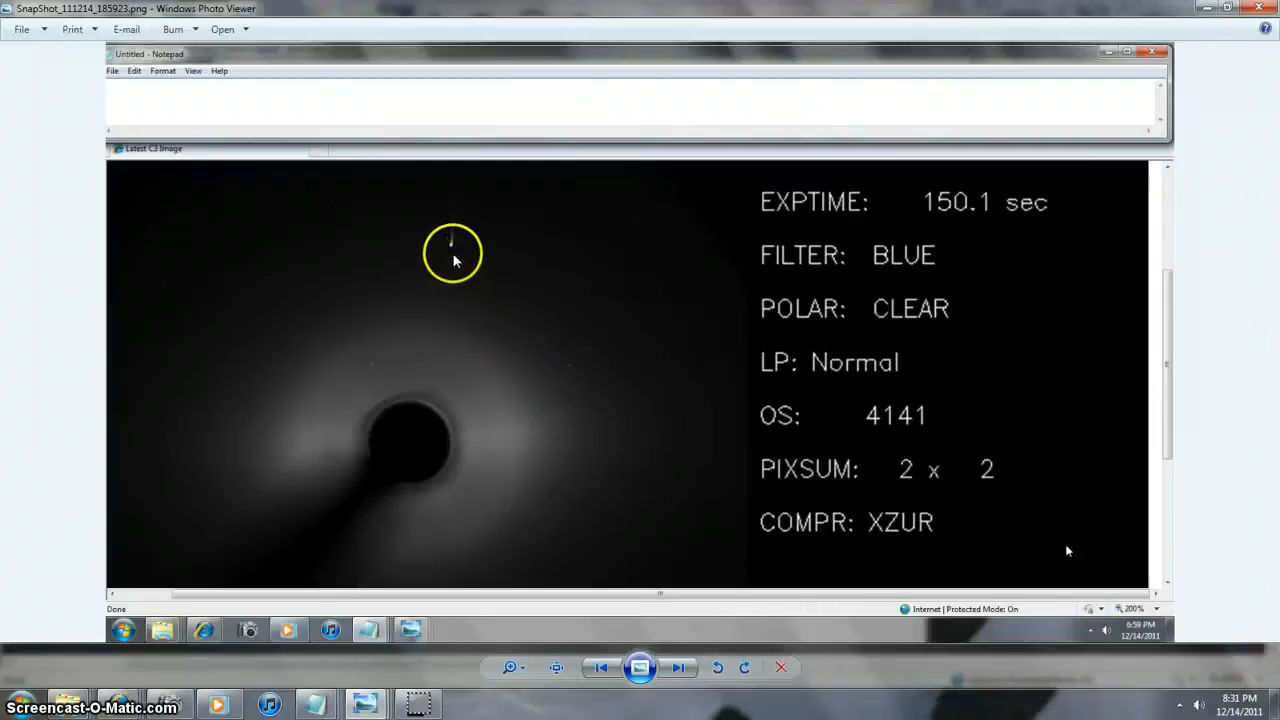 SnapShot_111214_185923.png - Windows Photo Viewer
File Print E-mail Burn Open
Untitled - Notepad
File Edit Format View Help
Latest C3 Image
EXPTIME: 150.1 sec
FILTER: BLUE
POLAR: CLEAR
LP: Normal
OS: 4141
PIXSUM: 2 x 2
COMPR: XZUR
Done Internet | Protected Mode: On 200%
6:59 PM
12/14/2011
8:31 PM
12/14/2011
Screencast-O-Matic.com